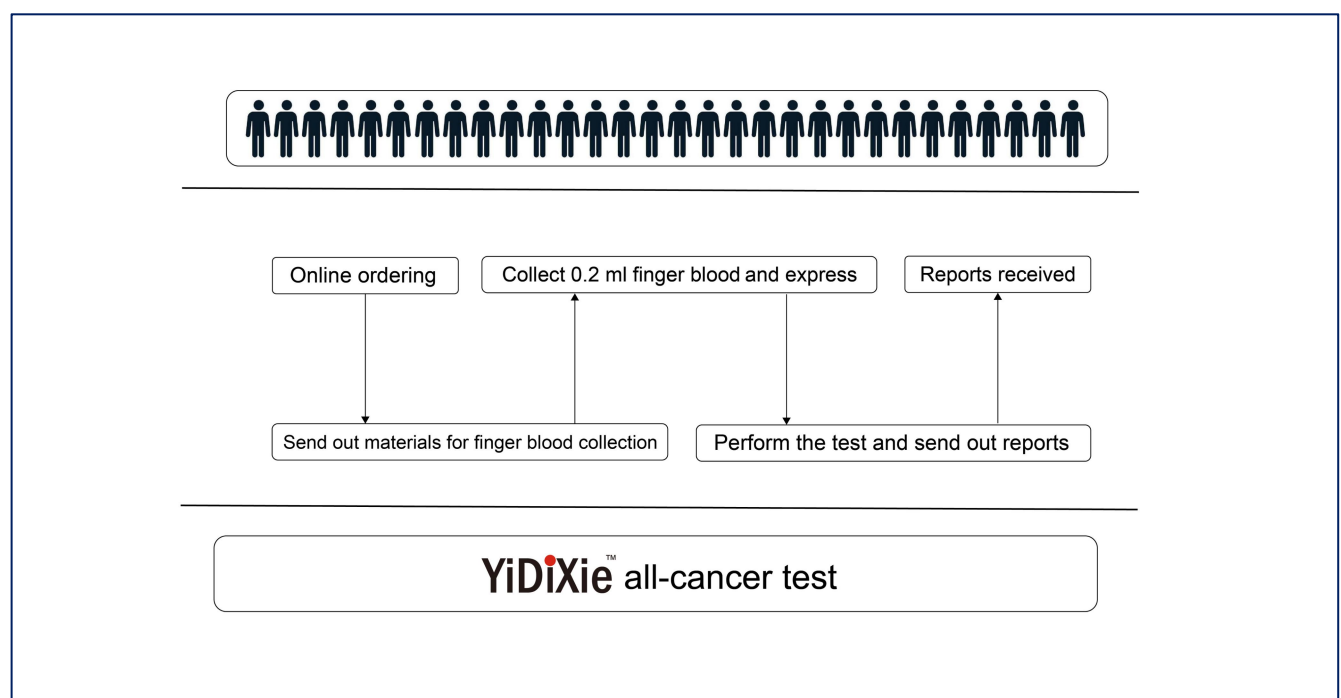 Online ordering
Collect 0.2 ml finger blood and express
Reports received
Send out materials for finger blood collection
Perform the test and send out reports
YiDiXie™ all-cancer test